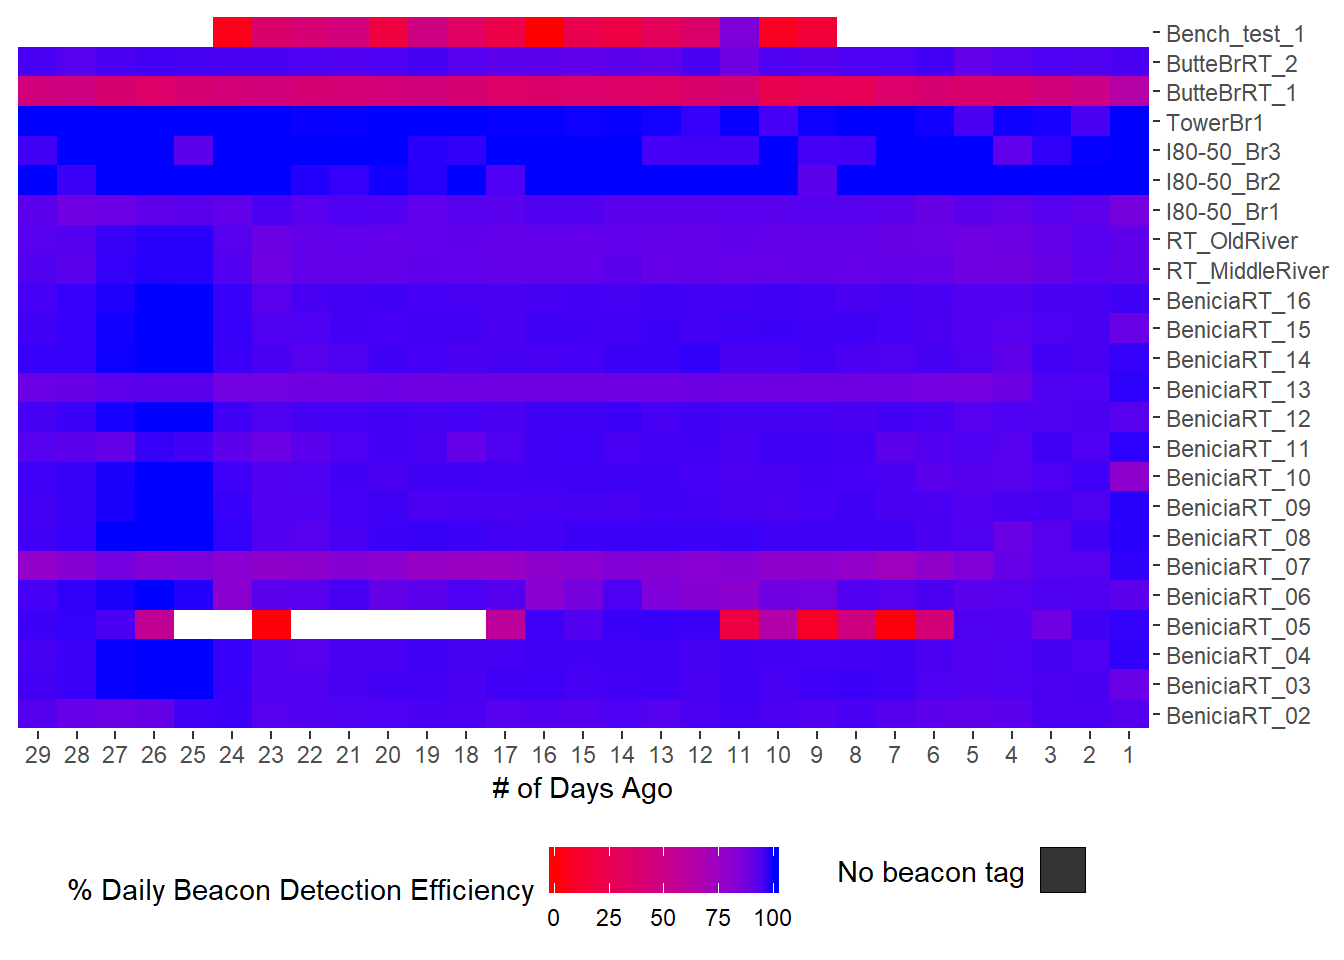 Bench_test_1
ButteBrRT_2
ButteBrRT_1
TowerBr1
I80-50_Br3
I80-50_Br2
I80-50_Br1
RT_OldRiver
RT_MiddleRiver
BeniciaRT_16
BeniciaRT_15
BeniciaRT_14
BeniciaRT_13
BeniciaRT_12
BeniciaRT_11
BeniciaRT_10
BeniciaRT_09
BeniciaRT_08
BeniciaRT_07
BeniciaRT_06
BeniciaRT_05
BeniciaRT_04
BeniciaRT_03
BeniciaRT_02
29 28 27 26 25 24 23 22 21 20 19 18 17 16 15 14 13 12 11 10 9 8 7 6 5 4 3 2 1
# of Days Ago
% Daily Beacon Detection Efficiency
0 25 50 75 100
No beacon tag